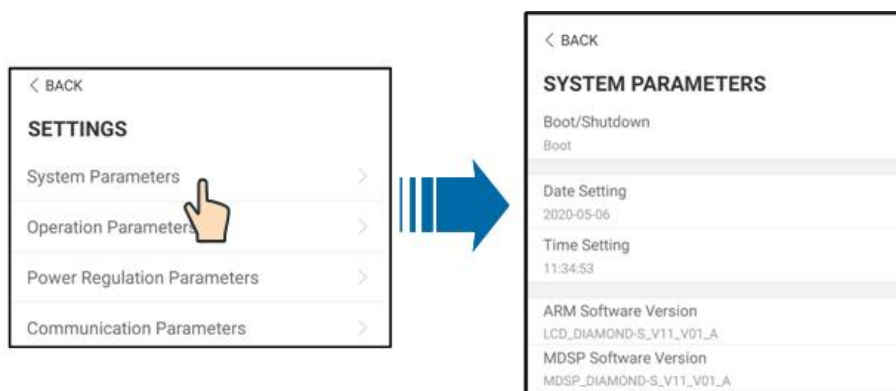 < BACK
SETTINGS
System Parameters
Operation Parameters
Power Regulation Parameters
Communication Parameters
< BACK
SYSTEM PARAMETERS
Boot/Shutdown
Boot
Date Setting
2020-05-06
Time Setting
11:34:53
ARM Software Version
LCD_DIAMOND-S_V11_V01_A
MDSP Software Version
MDSP_DIAMOND-S_V11_V01_A